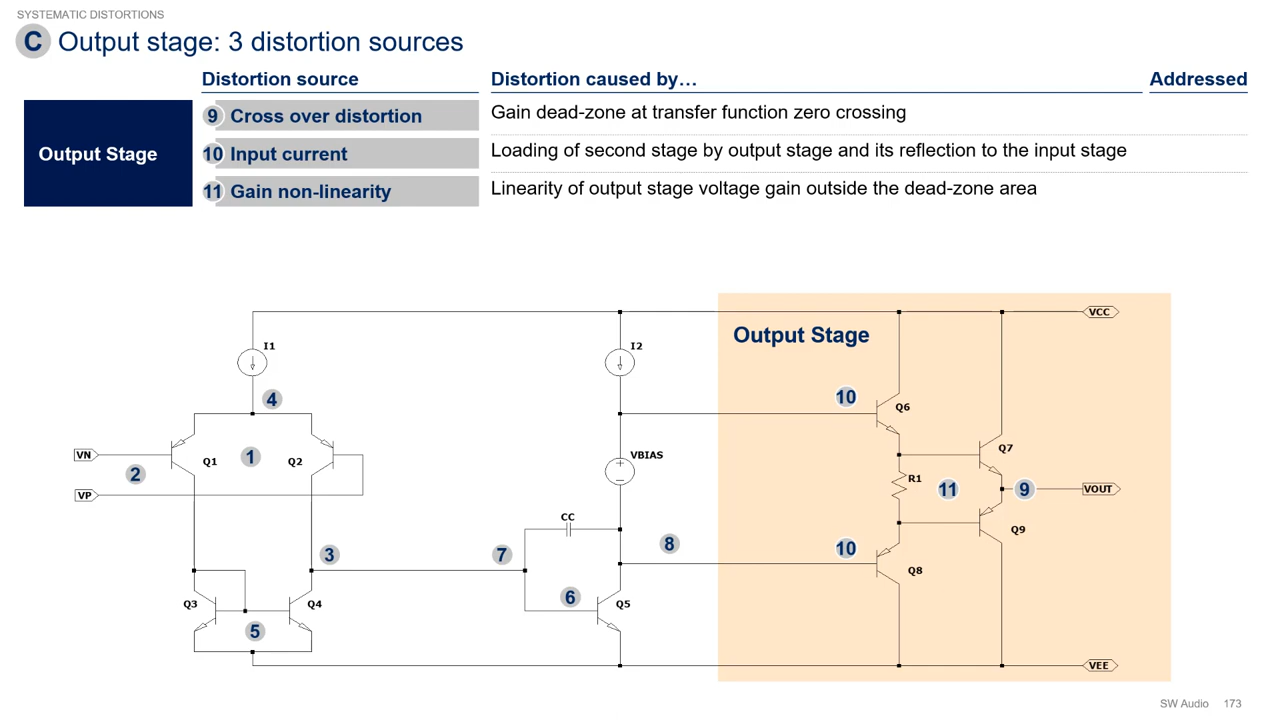 SYSTEMATIC DISTORTIONS
C Output stage: 3 distortion sources
Distortion source Distortion caused by… Addressed
Output Stage
9 Cross over distortion Gain dead-zone at transfer function zero crossing
10 Input current Loading of second stage by output stage and its reflection to the input stage
11 Gain non-linearity Linearity of output stage voltage gain outside the dead-zone area
VCC
Output Stage
I1
I2
4
10
Q6
VN
Q1
1
Q2
VBIAS
+
−
Q7
2
R1
11
9
VOUT
VP
CC
Q9
3
7
8
10
Q8
Q3
Q4
6
Q5
5
VEE
SW Audio 173